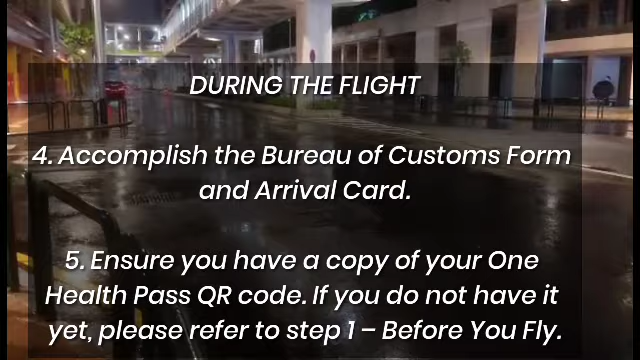 DURING THE FLIGHT
4. Accomplish the Bureau of Customs Form
and Arrival Card.
5. Ensure you have a copy of your One
Health Pass QR code. If you do not have it
yet, please refer to step 1 – Before You Fly.